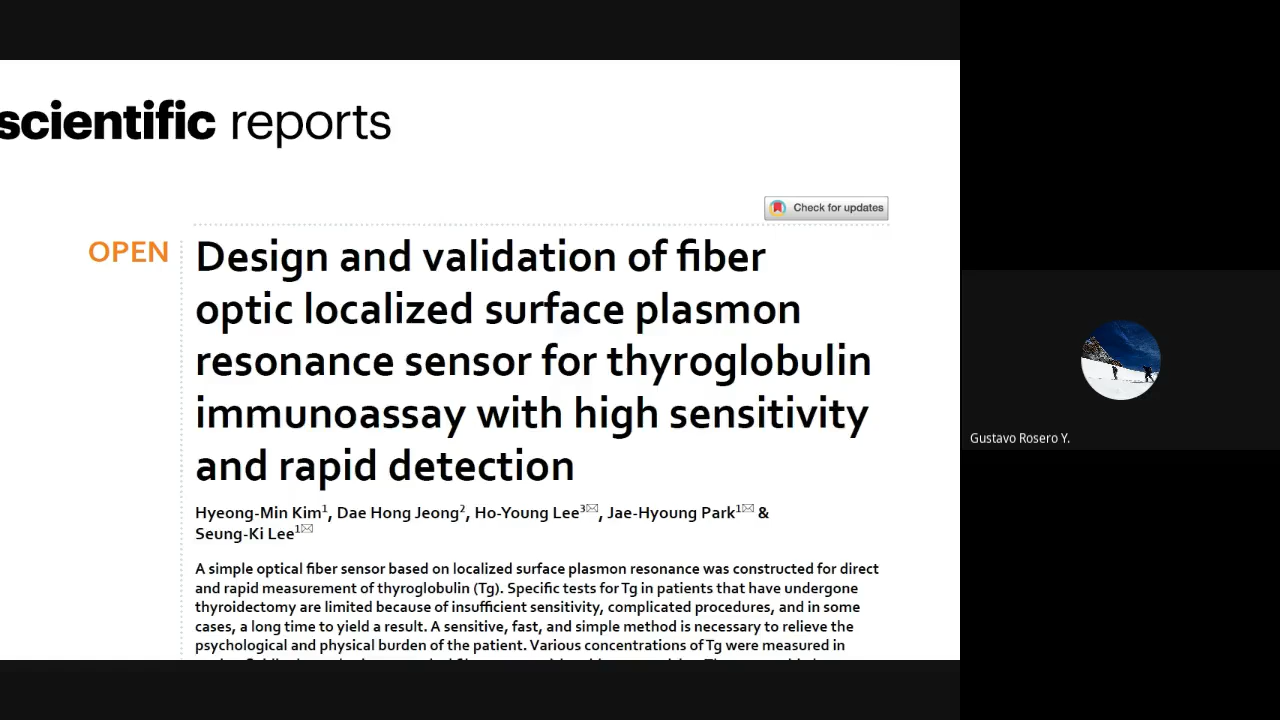 scientific reports
Check for updates
OPEN
Design and validation of fiber
optic localized surface plasmon
resonance sensor for thyroglobulin
immunoassay with high sensitivity
and rapid detection
Hyeong-Min Kim1, Dae Hong Jeong2, Ho-Young Lee3✉, Jae-Hyoung Park1✉ &
Seung-Ki Lee1✉
A simple optical fiber sensor based on localized surface plasmon resonance was constructed for direct
and rapid measurement of thyroglobulin (Tg). Specific tests for Tg in patients that have undergone
thyroidectomy are limited because of insufficient sensitivity, complicated procedures, and in some
cases, a long time to yield a result. A sensitive, fast, and simple method is necessary to relieve the
psychological and physical burden of the patient. Various concentrations of Tg were measured in
Gustavo Rosero Y.